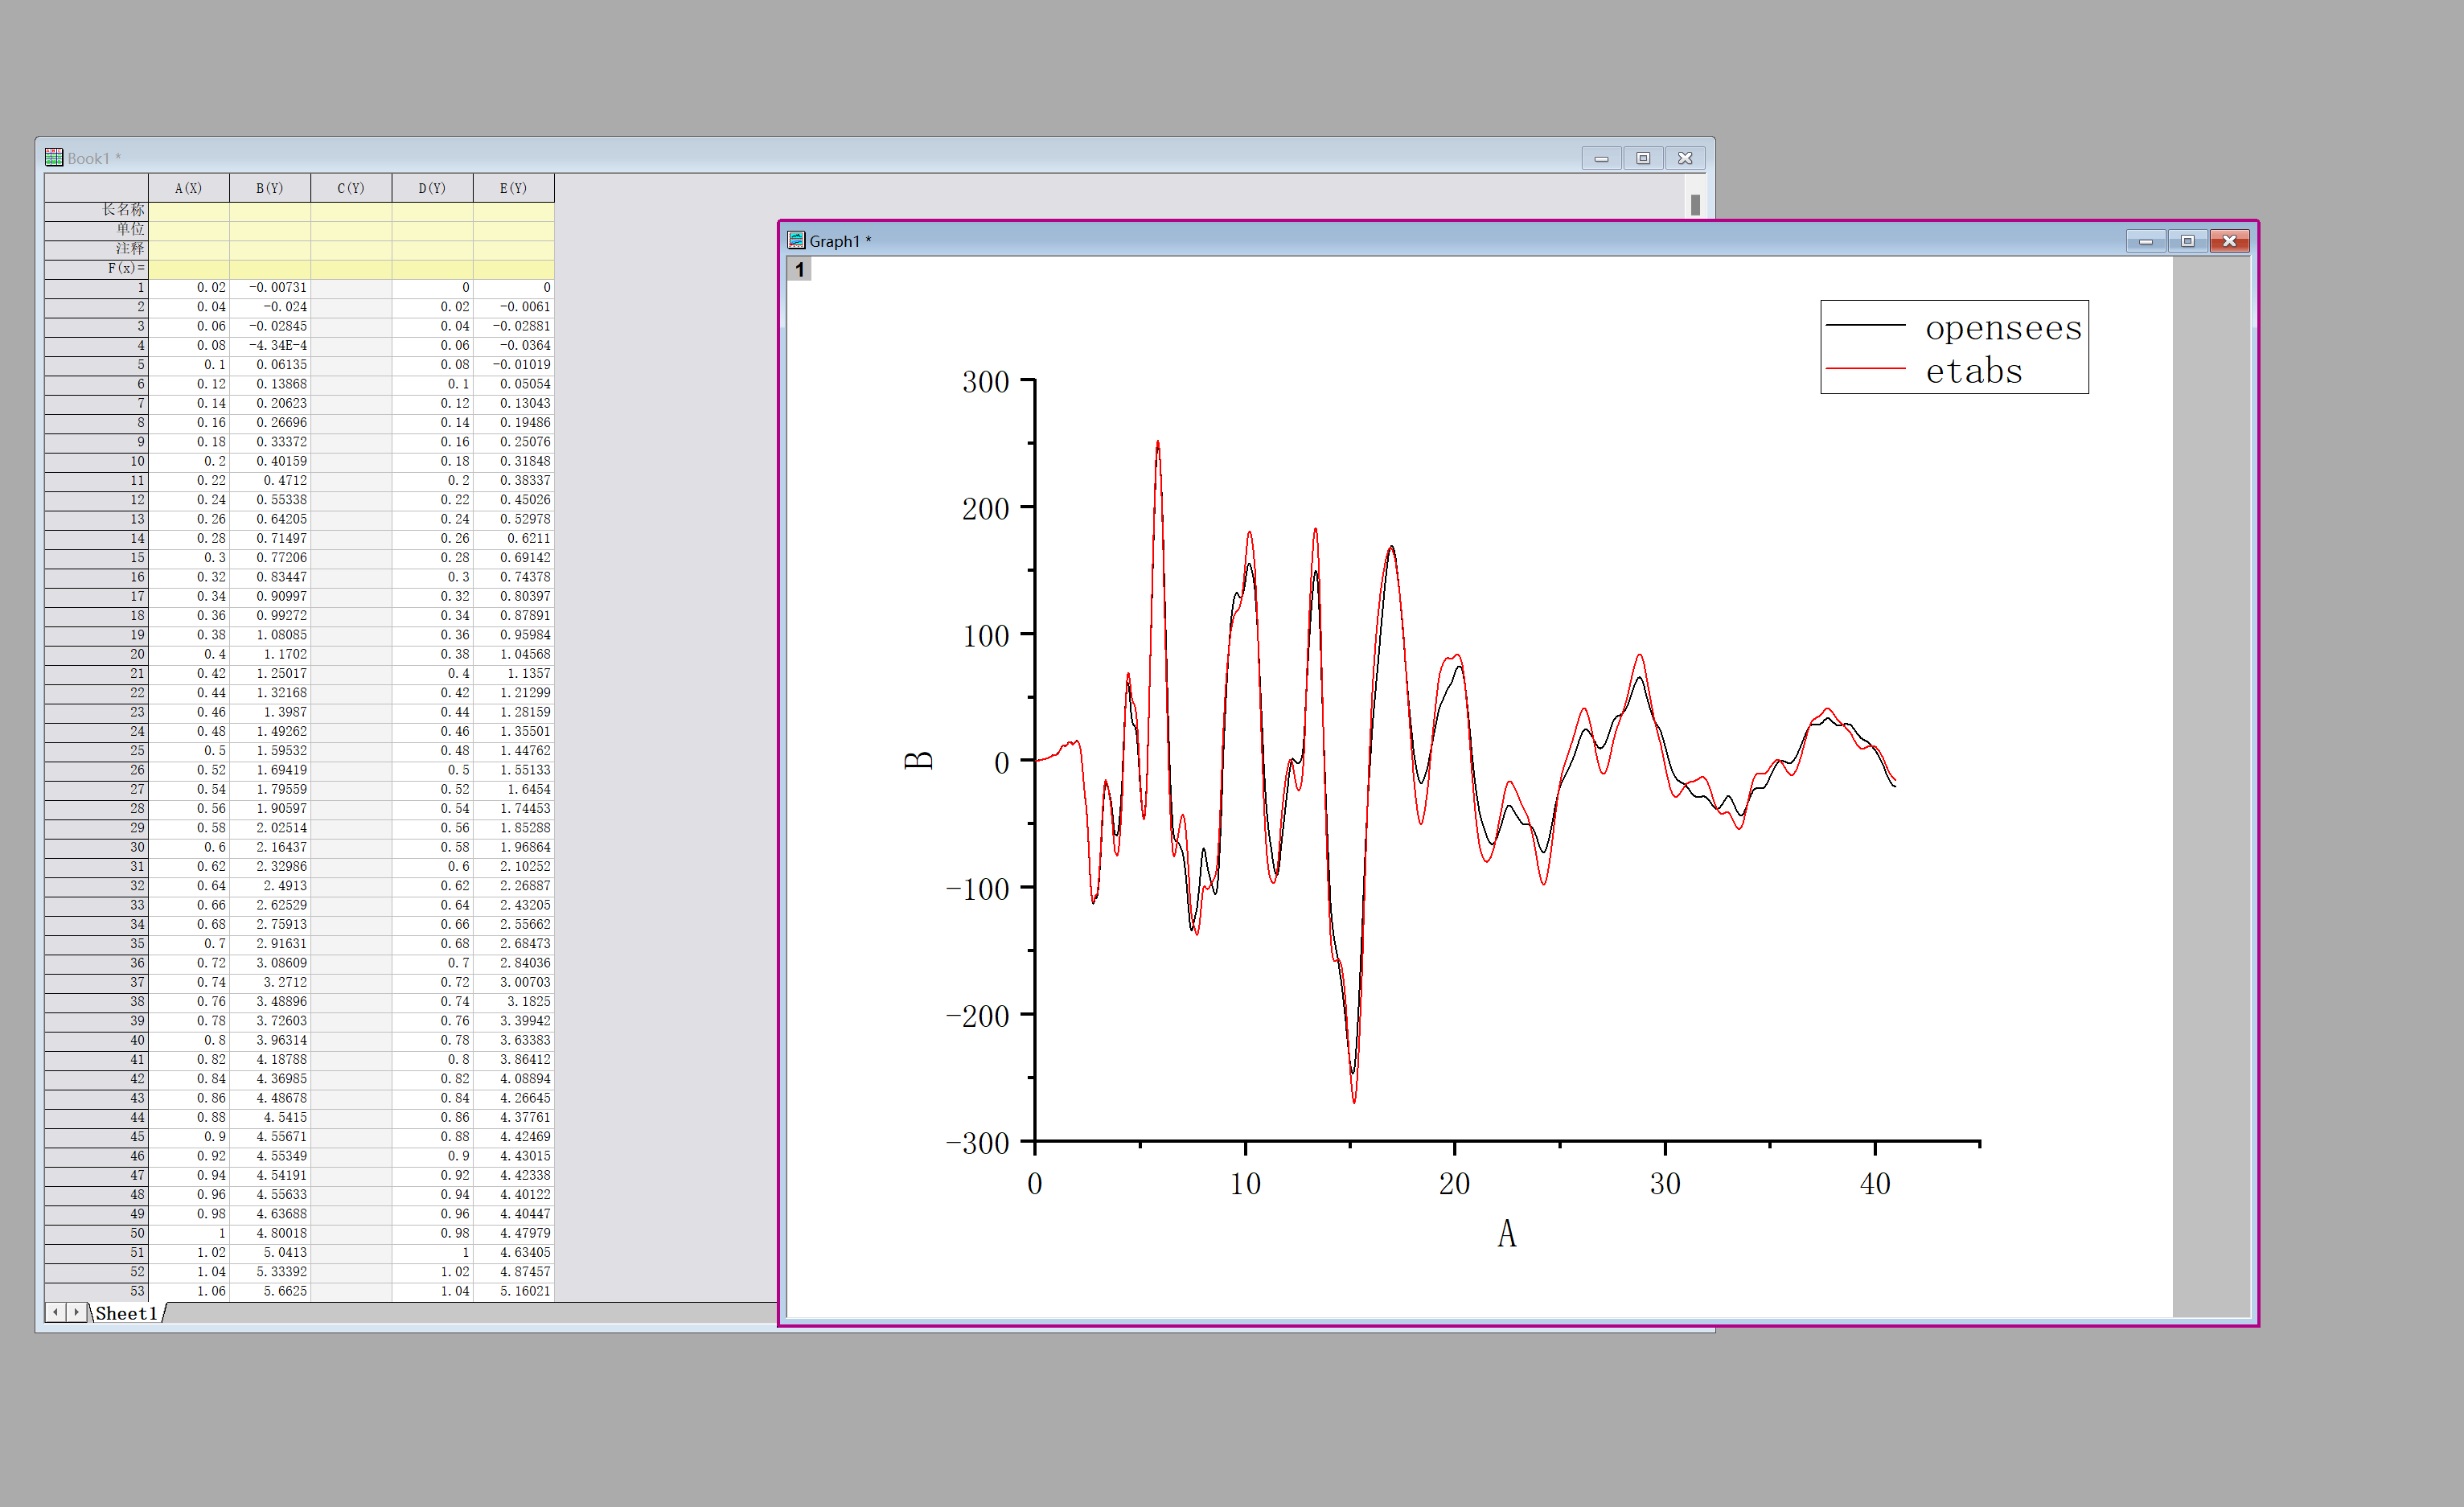 Book1 *
A(X) B(Y) C(Y) D(Y) E(Y)
长名称
单位
注释
F(x)=
1 0.02 -0.00731 0 0
2 0.04 -0.024 0.02 -0.0061
3 0.06 -0.02845 0.04 -0.02881
4 0.08 -4.34E-4 0.06 -0.0364
5 0.1 0.06135 0.08 -0.01019
6 0.12 0.13868 0.1 0.05054
7 0.14 0.20623 0.12 0.13043
8 0.16 0.26696 0.14 0.19486
9 0.18 0.33372 0.16 0.25076
10 0.2 0.40159 0.18 0.31848
11 0.22 0.4712 0.2 0.38337
12 0.24 0.55338 0.22 0.45026
13 0.26 0.64205 0.24 0.52978
14 0.28 0.71497 0.26 0.6211
15 0.3 0.77206 0.28 0.69142
16 0.32 0.83447 0.3 0.74378
17 0.34 0.90997 0.32 0.80397
18 0.36 0.99272 0.34 0.87891
19 0.38 1.08085 0.36 0.95984
20 0.4 1.1702 0.38 1.04568
21 0.42 1.25017 0.4 1.1357
22 0.44 1.32168 0.42 1.21299
23 0.46 1.3987 0.44 1.28159
24 0.48 1.49262 0.46 1.35501
25 0.5 1.59532 0.48 1.44762
26 0.52 1.69419 0.5 1.55133
27 0.54 1.79559 0.52 1.6454
28 0.56 1.90597 0.54 1.74453
29 0.58 2.02514 0.56 1.85288
30 0.6 2.16437 0.58 1.96864
31 0.62 2.32986 0.6 2.10252
32 0.64 2.4913 0.62 2.26887
33 0.66 2.62529 0.64 2.43205
34 0.68 2.75913 0.66 2.55662
35 0.7 2.91631 0.68 2.68473
36 0.72 3.08609 0.7 2.84036
37 0.74 3.2712 0.72 3.00703
38 0.76 3.48896 0.74 3.1825
39 0.78 3.72603 0.76 3.39942
40 0.8 3.96314 0.78 3.63383
41 0.82 4.18788 0.8 3.86412
42 0.84 4.36985 0.82 4.08894
43 0.86 4.48678 0.84 4.26645
44 0.88 4.5415 0.86 4.37761
45 0.9 4.55671 0.88 4.42469
46 0.92 4.55349 0.9 4.43015
47 0.94 4.54191 0.92 4.42338
48 0.96 4.55633 0.94 4.40122
49 0.98 4.63688 0.96 4.40447
50 1 4.80018 0.98 4.47979
51 1.02 5.0413 1 4.63405
52 1.04 5.33392 1.02 4.87457
53 1.06 5.6625 1.04 5.16021
Sheet1
Graph1 *
1
opensees
etabs
300
200
100
0
-100
-200
-300
B
0 10 20 30 40
A